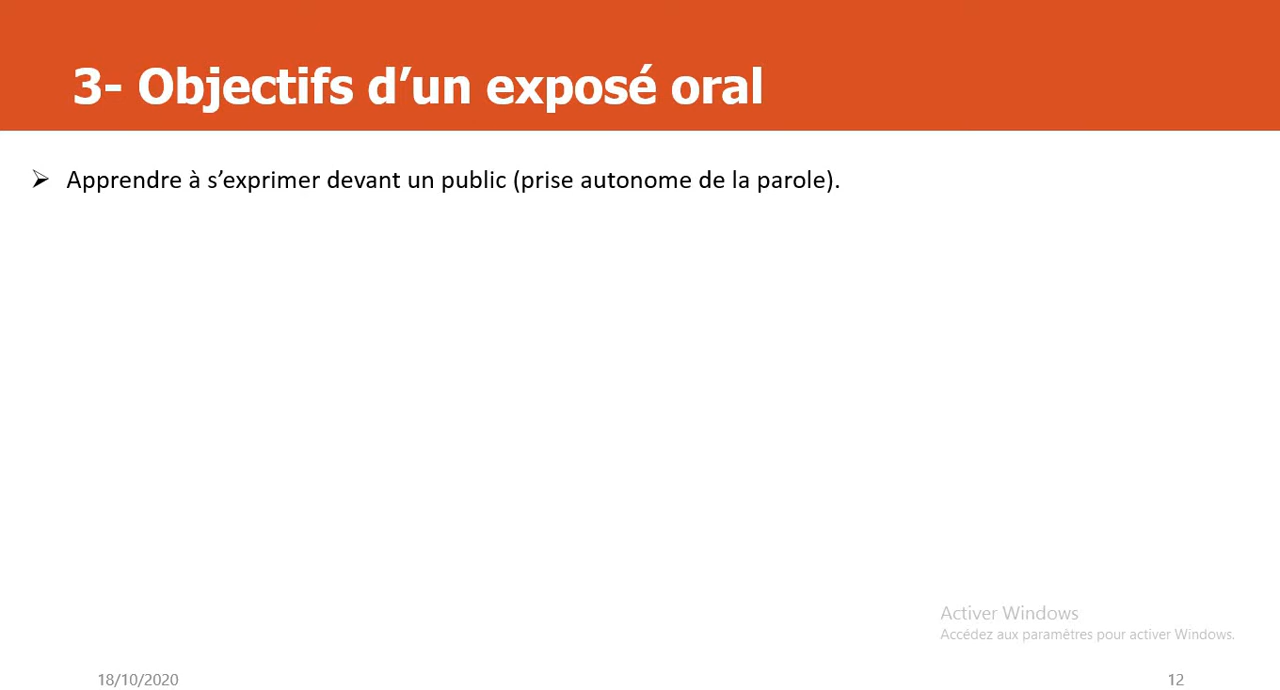 3- Objectifs d’un exposé oral
➢ Apprendre à s’exprimer devant un public (prise autonome de la parole).
Activer Windows
Accédez aux paramètres pour activer Windows.
18/10/2020
12